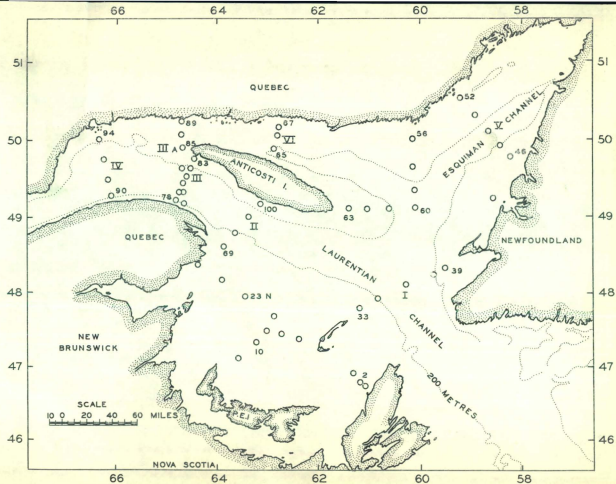 66 64 62 60 58
51 51
QUEBEC
52
89 67
94 56 V
50 III A 85 VII 50
ESQUIMAN CHANNEL
83 65 46
IV ANTICOSTI I.
III
90 78
100 63 60
49 49
II
QUEBEC NEWFOUNDLAND
69
LAURENTIAN CHANNEL
39
48 I 48
23 N
33
NEW BRUNSWICK
10
47 47
2
200 METRES
SCALE
10 0 20 40 60
MILES
P.E.I
46 46
NOVA SCOTIA
66 64 62 60 58